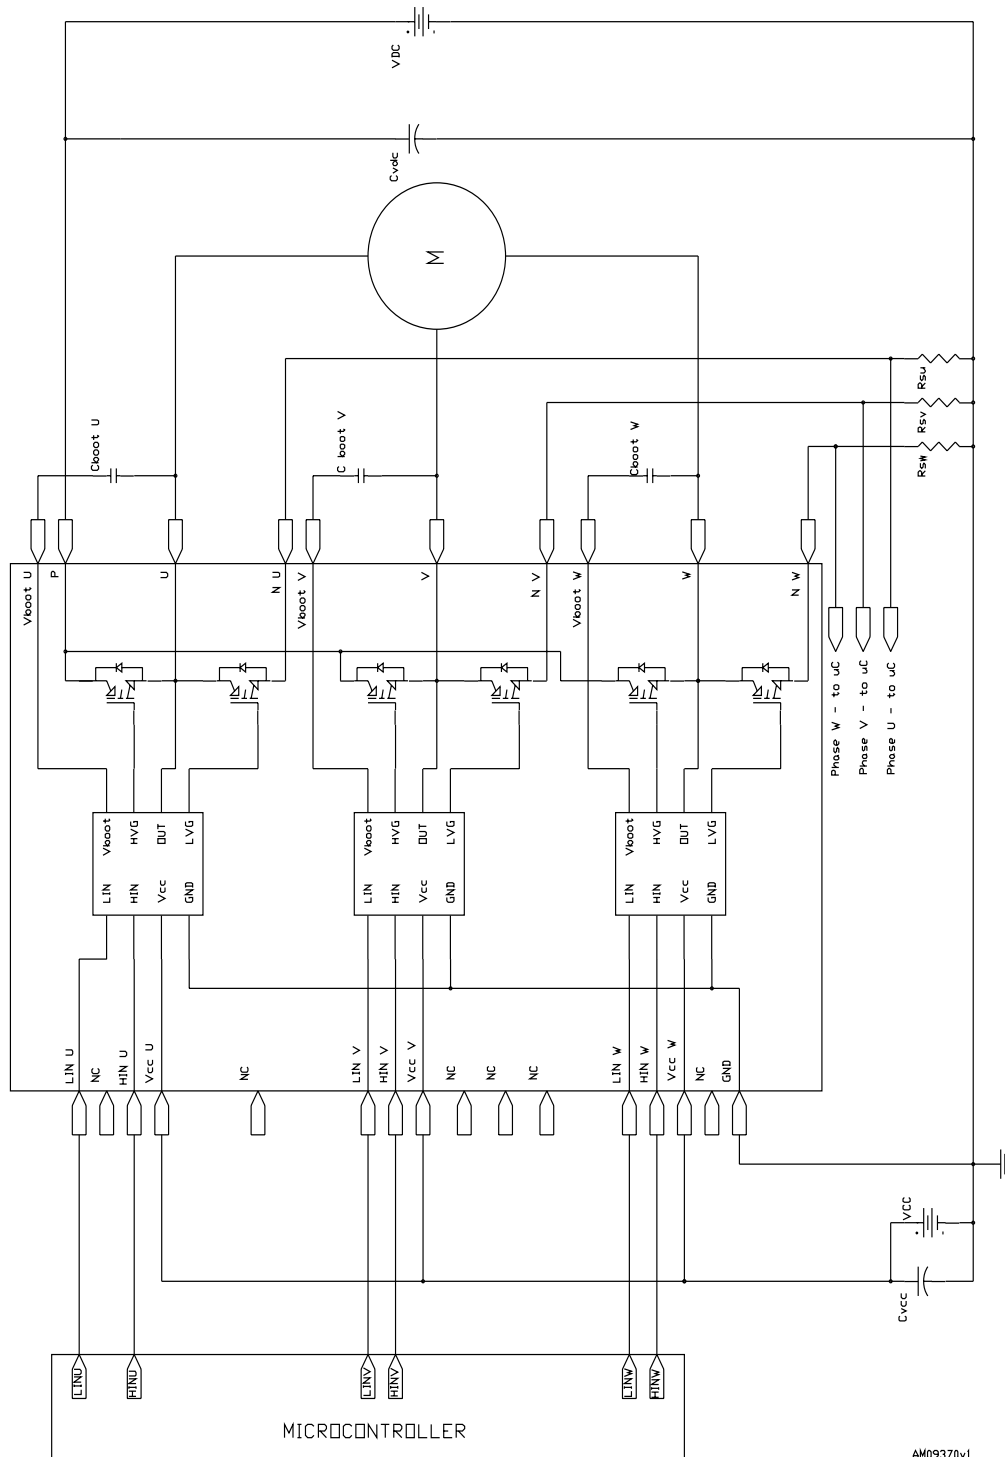 VDC
Cvdc
M
Rsu
Rsv
RsW
Cboot U
C boot V
Cboot W
Vboot U
P
U
N U
Vboot V
V
N V
Vboot W
W
N W
Phase W - to uC
Phase V - to uC
Phase U - to uC
Vboot
HVG
OUT
LVG
LIN
HIN
Vcc
GND
Vboot
HVG
OUT
LVG
LIN
HIN
Vcc
GND
Vboot
HVG
OUT
LVG
LIN
HIN
Vcc
GND
LIN U
NC
HIN U
Vcc U
NC
LIN V
HIN V
Vcc V
NC
NC
NC
LIN W
HIN W
Vcc W
NC
GND
VCC
Cvcc
LINU
HINU
LINV
HINV
LINW
HINW
MICROCONTROLLER
AM09370v1